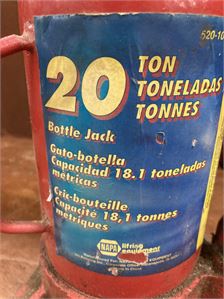 520-10
20 TON
TONELADAS
TONNES
Bottle Jack
Gato-botella
Capacidad 18.1 toneladas
métricas
Cric-bouteille
Capacité 18,1 tonnes
métriques
NAPA lifting
equipment